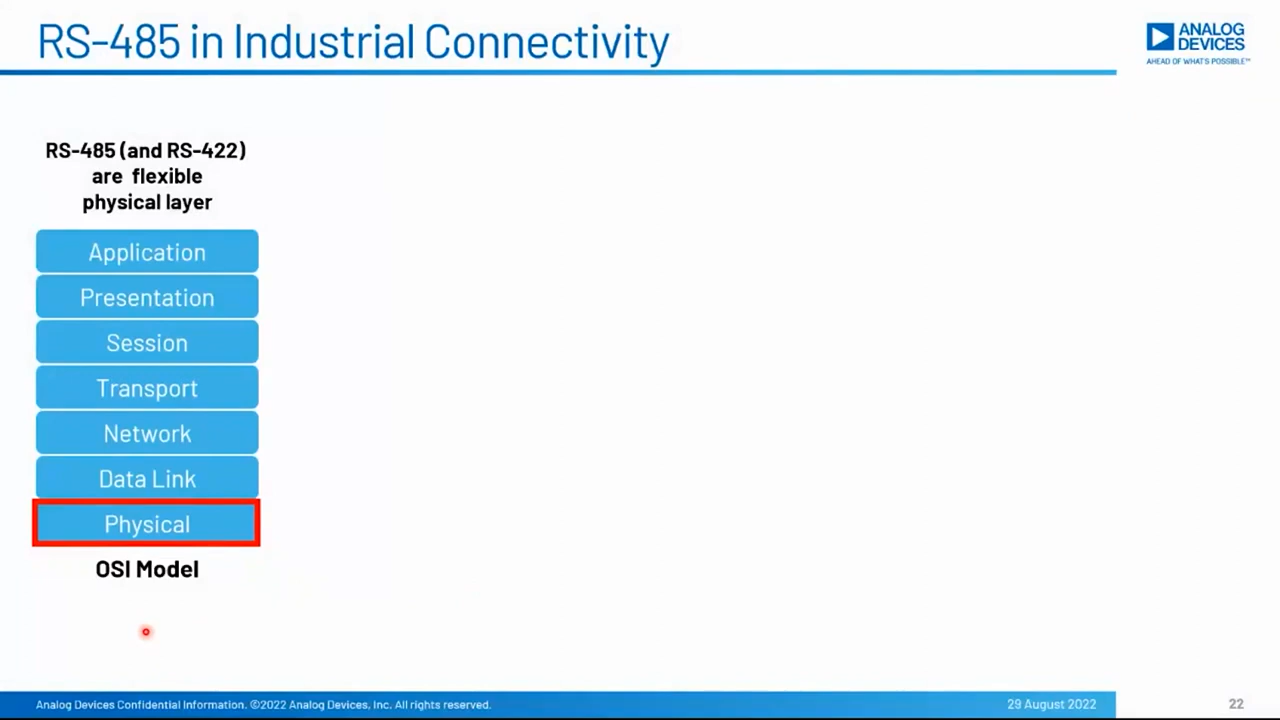 RS-485 in Industrial Connectivity
ANALOG
DEVICES
AHEAD OF WHAT'S POSSIBLE™
RS-485 (and RS-422)
are flexible
physical layer
Application
Presentation
Session
Transport
Network
Data Link
Physical
OSI Model
Analog Devices Confidential Information. ©2022 Analog Devices, Inc. All rights reserved.
29 August 2022
22